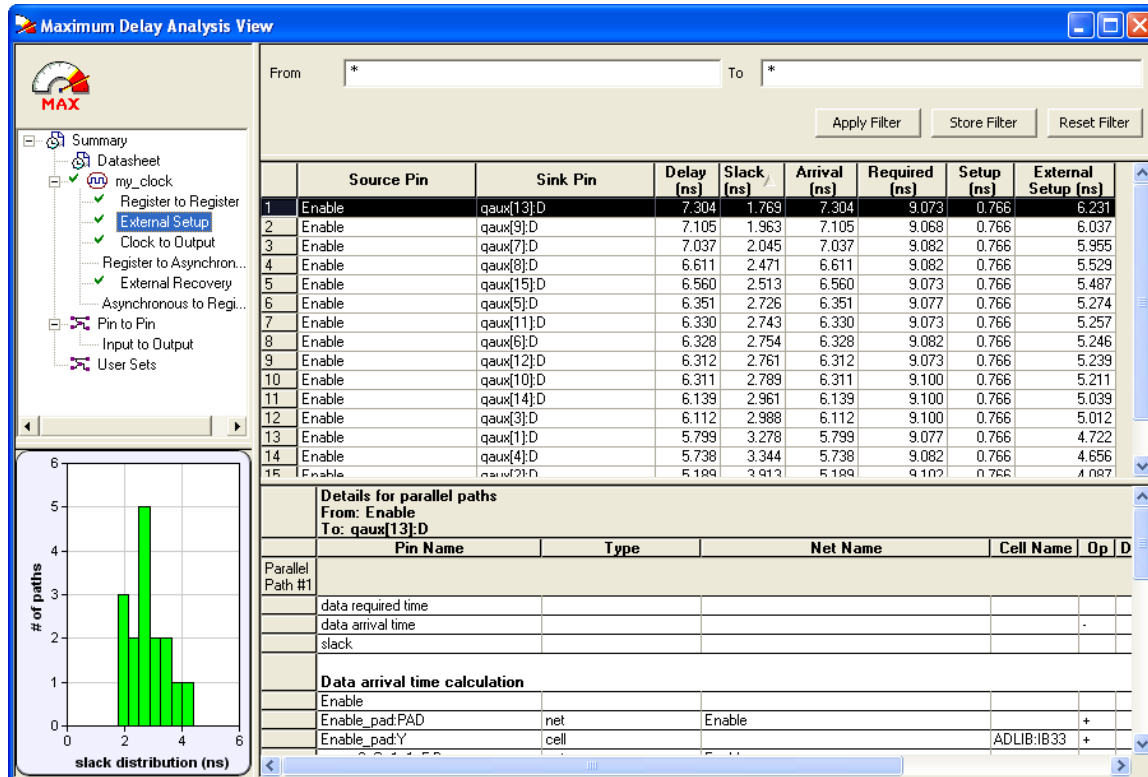 Maximum Delay Analysis View
MAX
Summary
Datasheet
my_clock
Register to Register
External Setup
Clock to Output
Register to Asynchron...
External Recovery
Asynchronous to Regi...
Pin to Pin
Input to Output
User Sets
From * To *
Apply Filter Store Filter Reset Filter
Source Pin Sink Pin Delay (ns) Slack (ns) Arrival (ns) Required (ns) Setup (ns) External Setup (ns)
1 Enable qaux[13]:D 7.304 1.769 7.304 9.073 0.766 6.231
2 Enable qaux[9]:D 7.105 1.963 7.105 9.068 0.766 6.037
3 Enable qaux[7]:D 7.037 2.045 7.037 9.082 0.766 5.955
4 Enable qaux[8]:D 6.611 2.471 6.611 9.082 0.766 5.529
5 Enable qaux[15]:D 6.560 2.513 6.560 9.073 0.766 5.487
6 Enable qaux[5]:D 6.351 2.726 6.351 9.077 0.766 5.274
7 Enable qaux[11]:D 6.330 2.743 6.330 9.073 0.766 5.257
8 Enable qaux[6]:D 6.328 2.754 6.328 9.082 0.766 5.246
9 Enable qaux[12]:D 6.312 2.761 6.312 9.073 0.766 5.239
10 Enable qaux[10]:D 6.311 2.789 6.311 9.100 0.766 5.211
11 Enable qaux[14]:D 6.139 2.961 6.139 9.100 0.766 5.039
12 Enable qaux[3]:D 6.112 2.988 6.112 9.100 0.766 5.012
13 Enable qaux[1]:D 5.799 3.278 5.799 9.077 0.766 4.722
14 Enable qaux[4]:D 5.738 3.344 5.738 9.082 0.766 4.656
15 Enable qaux[2]:D 5.189 3.913 5.189 9.102 0.766 4.087
Details for parallel paths
From: Enable
To: qaux[13]:D
Pin Name Type Net Name Cell Name Op D
Parallel
Path #1
data required time
data arrival time -
slack
Data arrival time calculation
Enable
Enable_pad:PAD net Enable +
Enable_pad:Y cell ADLIB:IB33 +
6
5
4
3
2
1
0
# of paths
0 2 4 6
slack distribution (ns)